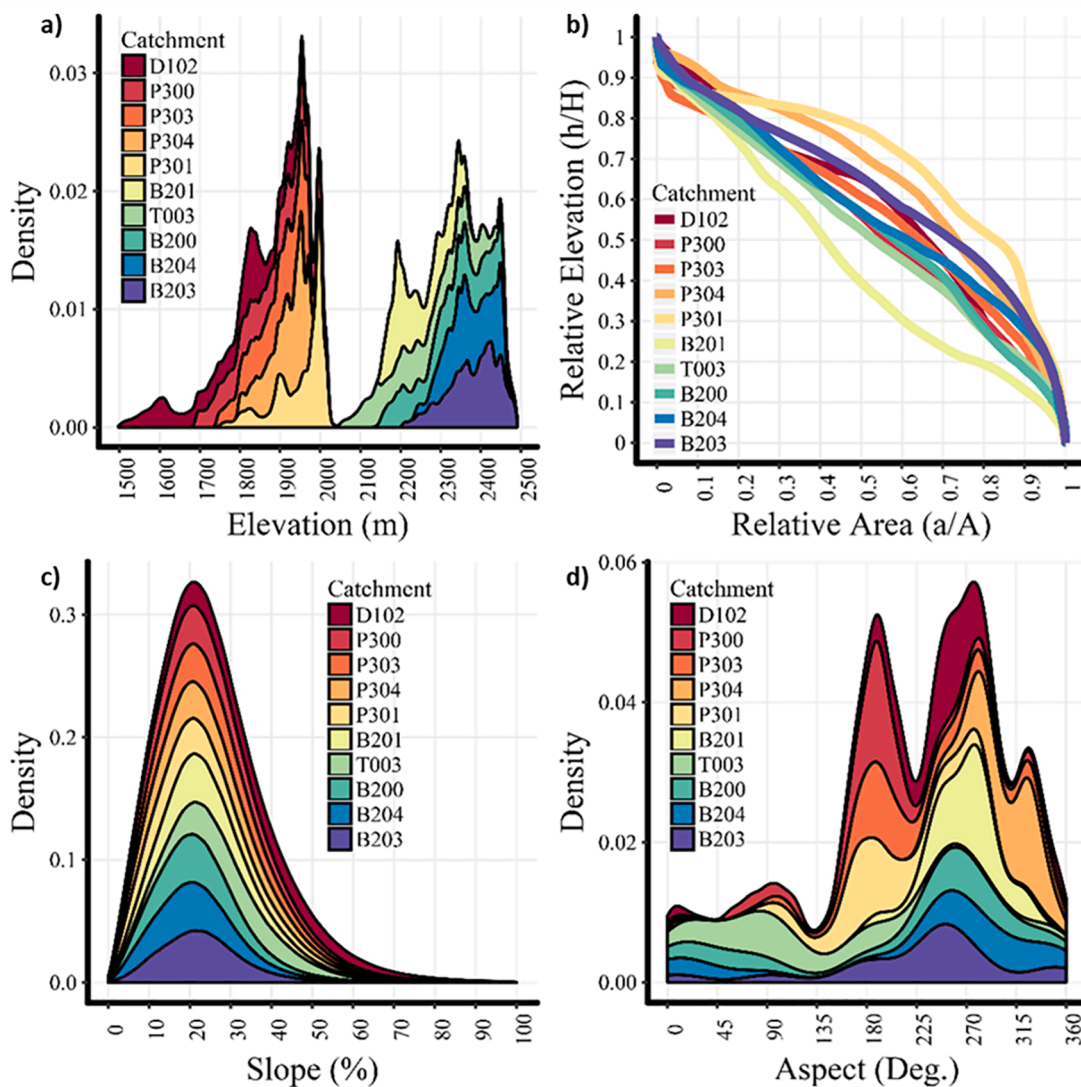 a)
Catchment
D102
P300
P303
P304
P301
B201
T003
B200
B204
B203
0.03
0.02
0.01
0.00
Density
1500
1600
1700
1800
1900
2000
2100
2200
2300
2400
2500
Elevation (m)
b)
1
0.9
0.8
0.7
0.6
0.5
0.4
0.3
0.2
0.1
0
Relative Elevation (h/H)
Catchment
D102
P300
P303
P304
P301
B201
T003
B200
B204
B203
0
0.1
0.2
0.3
0.4
0.5
0.6
0.7
0.8
0.9
1
Relative Area (a/A)
c)
Catchment
D102
P300
P303
P304
P301
B201
T003
B200
B204
B203
0.3
0.2
0.1
0.0
Density
0
10
20
30
40
50
60
70
80
90
100
Slope (%)
d)
Catchment
D102
P300
P303
P304
P301
B201
T003
B200
B204
B203
0.06
0.04
0.02
0.00
Density
0
45
90
135
180
225
270
315
360
Aspect (Deg.)